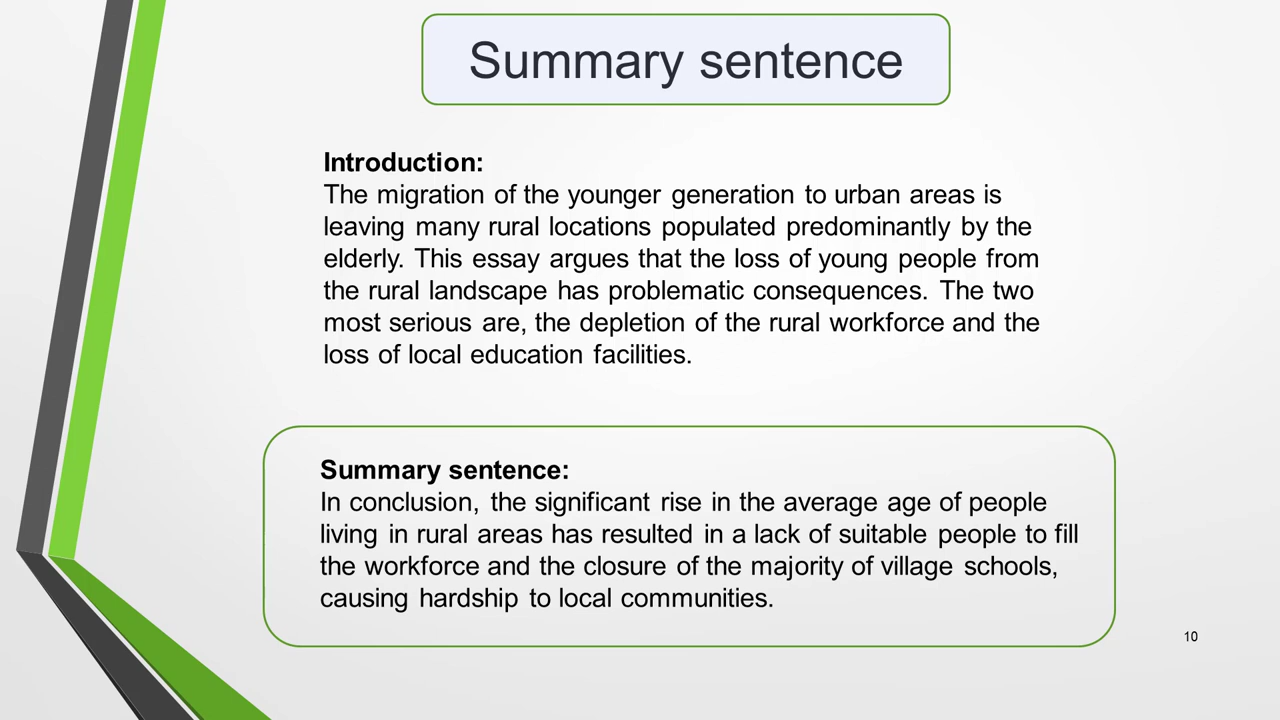 Summary sentence
Introduction:
The migration of the younger generation to urban areas is
leaving many rural locations populated predominantly by the
elderly. This essay argues that the loss of young people from
the rural landscape has problematic consequences. The two
most serious are, the depletion of the rural workforce and the
loss of local education facilities.
Summary sentence:
In conclusion, the significant rise in the average age of people
living in rural areas has resulted in a lack of suitable people to fill
the workforce and the closure of the majority of village schools,
causing hardship to local communities.
10